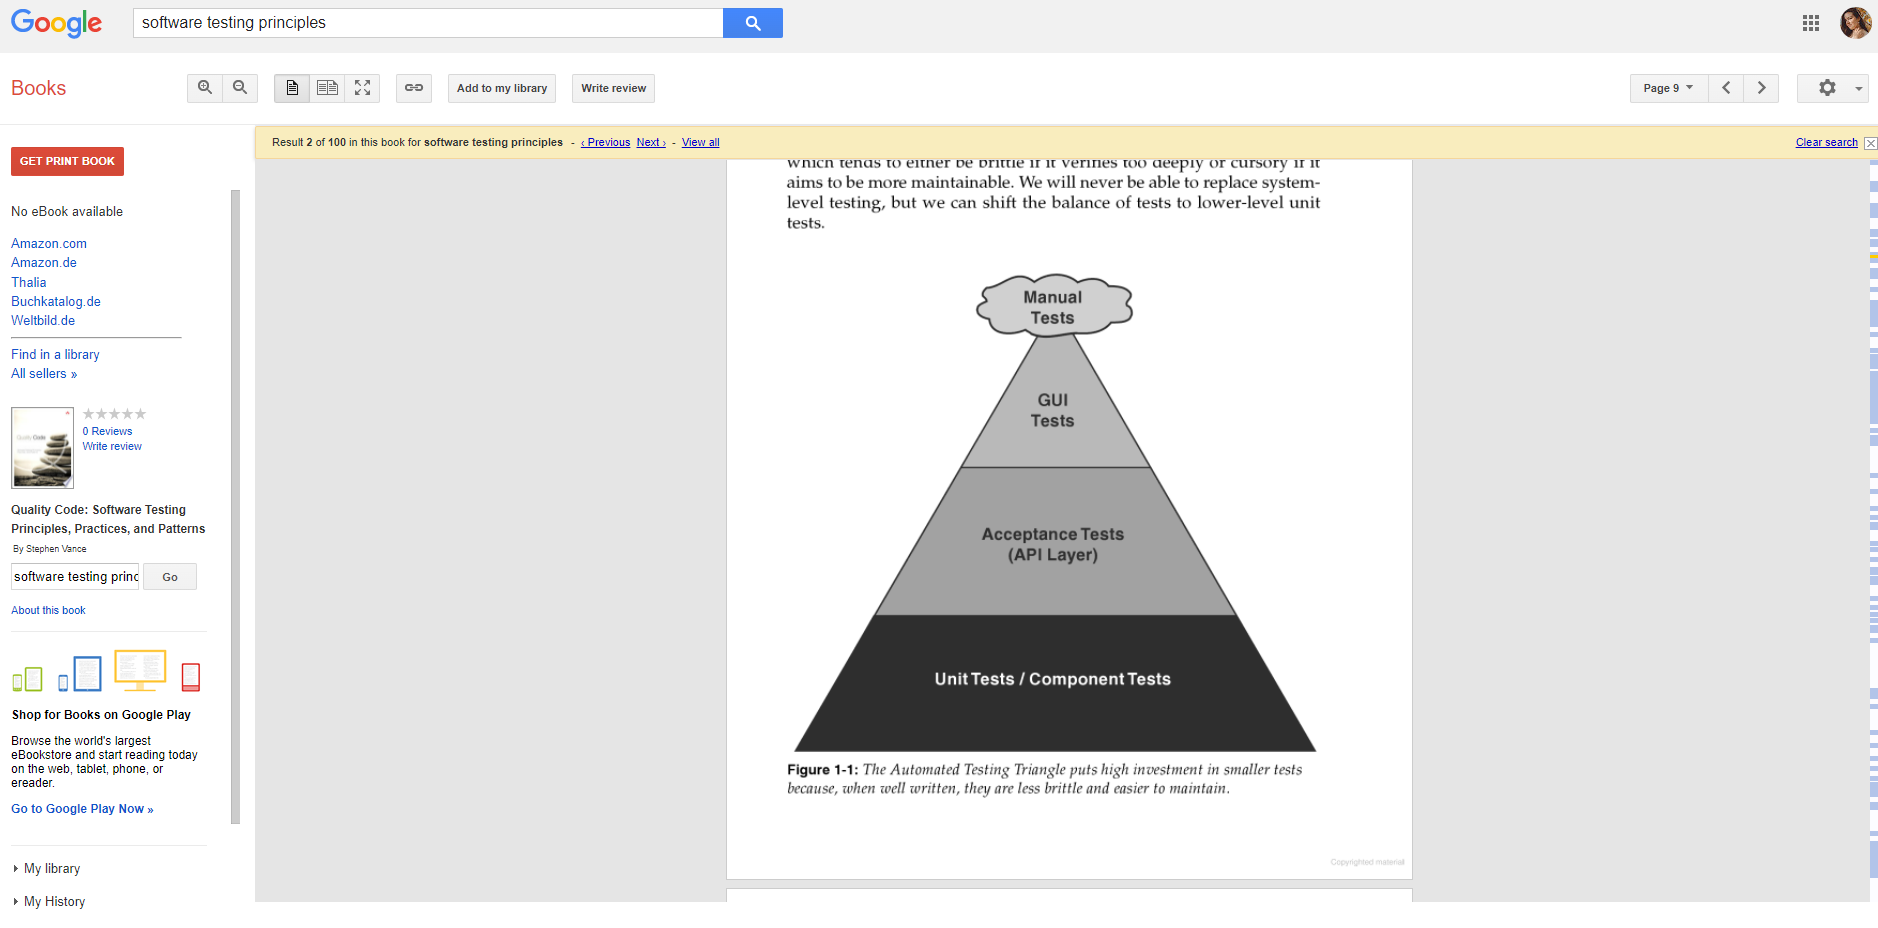 Google
software testing principles
Books
Add to my library
Write review
Page 9
Result 2 of 100 in this book for software testing principles - ‹ Previous Next › - View all
Clear search
GET PRINT BOOK
No eBook available
Amazon.com
Amazon.de
Thalia
Buchkatalog.de
Weltbild.de
Find in a library
All sellers »
Quality Code
0 Reviews
Write review
Quality Code: Software Testing
Principles, Practices, and Patterns
By Stephen Vance
software testing princ
Go
About this book
Shop for Books on Google Play
Browse the world's largest
eBookstore and start reading today
on the web, tablet, phone, or
ereader.
Go to Google Play Now »
My library
My History
which tends to either be brittle if it verifies too deeply or cursory if it
aims to be more maintainable. We will never be able to replace system-
level testing, but we can shift the balance of tests to lower-level unit
tests.
Manual
Tests
GUI
Tests
Acceptance Tests
(API Layer)
Unit Tests / Component Tests
Figure 1-1: The Automated Testing Triangle puts high investment in smaller tests
because, when well written, they are less brittle and easier to maintain.
Copyrighted material